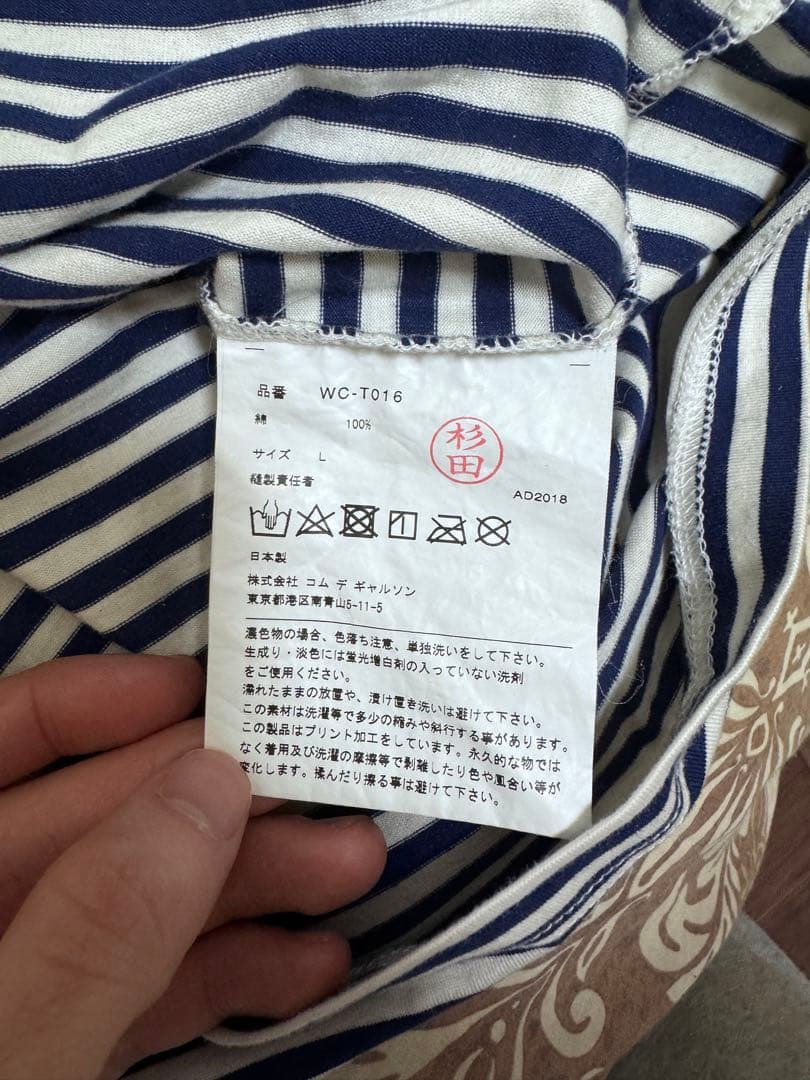 品番 WC-T016
綿 100%
サイズ L
杉田
縫製責任者
AD2018
日本製
株式会社 コム デ ギャルソン
東京都港区南青山5-11-5
濃色物の場合、色落ち注意、単独洗いをして下さい。
生成り・淡色には蛍光増白剤の入っていない洗剤
をご使用ください。
濡れたままの放置や、漬け置き洗いは避けて下さい。
この素材は洗濯等で多少の縮みや斜行する事があります。
この製品はプリント加工をしています。永久的な物では
なく着用及び洗濯の摩擦等で剥離したり色や風合い等が
変化します。揉んだり擦る事は避けて下さい。